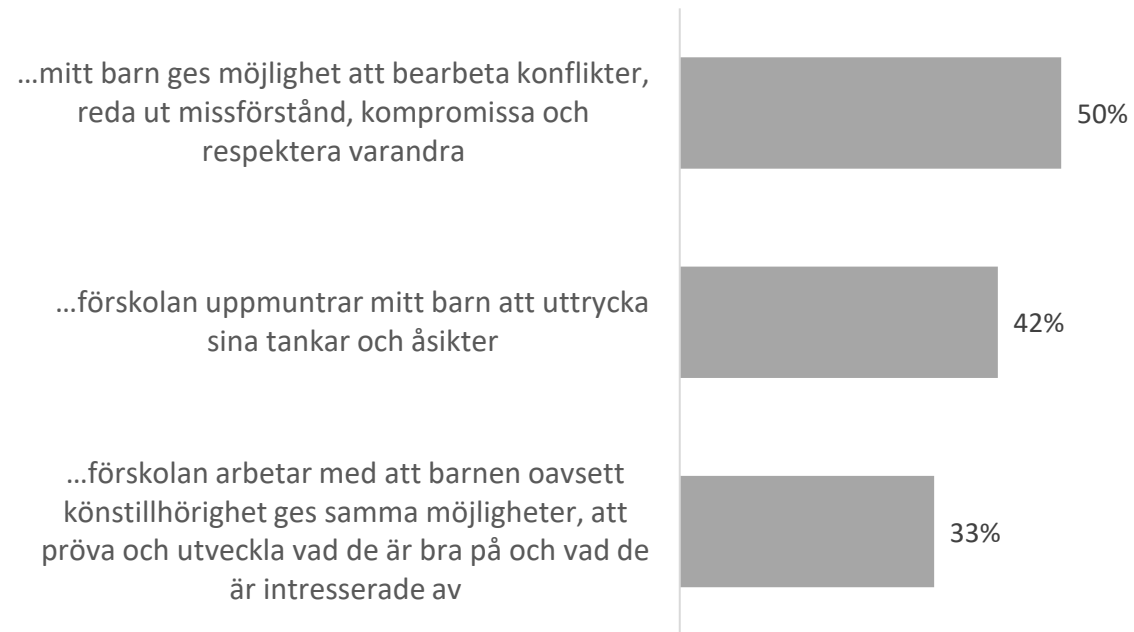 …mitt barn ges möjlighet att bearbeta konflikter,
reda ut missförstånd, kompromissa och
respektera varandra
50%
…förskolan uppmuntrar mitt barn att uttrycka
sina tankar och åsikter
42%
…förskolan arbetar med att barnen oavsett
könstillhörighet ges samma möjligheter, att
pröva och utveckla vad de är bra på och vad de
är intresserade av
33%